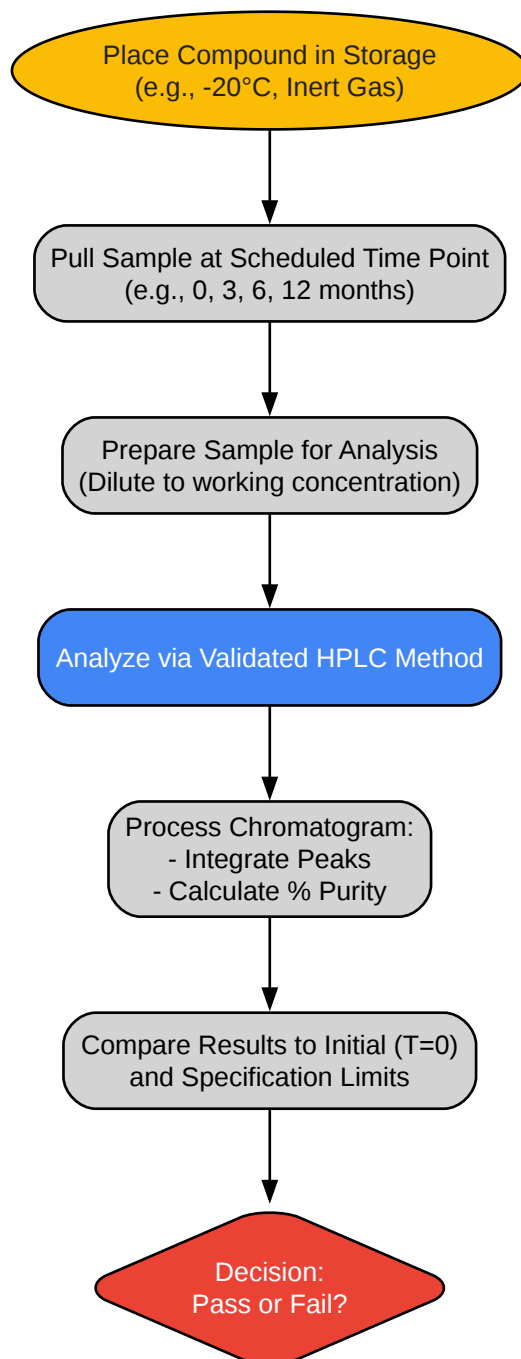 Place Compound in Storage
(e.g., -20°C, Inert Gas)
Pull Sample at Scheduled Time Point
(e.g., 0, 3, 6, 12 months)
Prepare Sample for Analysis
(Dilute to working concentration)
Analyze via Validated HPLC Method
Process Chromatogram:
- Integrate Peaks
- Calculate % Purity
Compare Results to Initial (T=0)
and Specification Limits
Decision:
Pass or Fail?